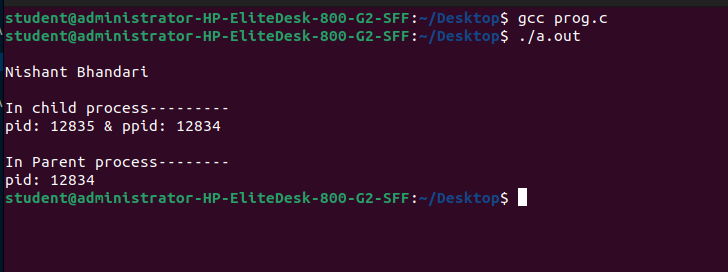 student@administrator-HP-EliteDesk-800-G2-SFF:~/Desktop$ gcc prog.c
student@administrator-HP-EliteDesk-800-G2-SFF:~/Desktop$ ./a.out
Nishant Bhandari
In child process---------
pid: 12835 & ppid: 12834
In Parent process--------
pid: 12834
student@administrator-HP-EliteDesk-800-G2-SFF:~/Desktop$